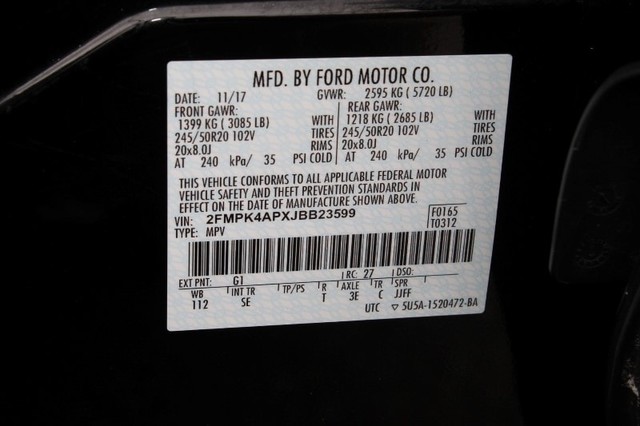 MFD. BY FORD MOTOR CO.
DATE: 11/17 GVWR: 2595 KG ( 5720 LB)
FRONT GAWR: REAR GAWR:
1399 KG ( 3085 LB) WITH 1218 KG ( 2685 LB) WITH
245/50R20 102V TIRES 245/50R20 102V TIRES
20x8.0J RIMS 20x8.0J RIMS
AT 240 kPa/ 35 PSI COLD AT 240 kPa/ 35 PSI COLD
THIS VEHICLE CONFORMS TO ALL APPLICABLE FEDERAL MOTOR
VEHICLE SAFETY AND THEFT PREVENTION STANDARDS IN
EFFECT ON THE DATE OF MANUFACTURE SHOWN ABOVE.
VIN: 2FMPK4APXJBB23599 F0165
TYPE: MPV T0312
EXT PNT: G1 RC: 27 DSO:
WB INT TR TP/PS R AXLE TR SPR
112 SE T 3E C JJFF
UTC ▽ 5U5A-1520472-BA